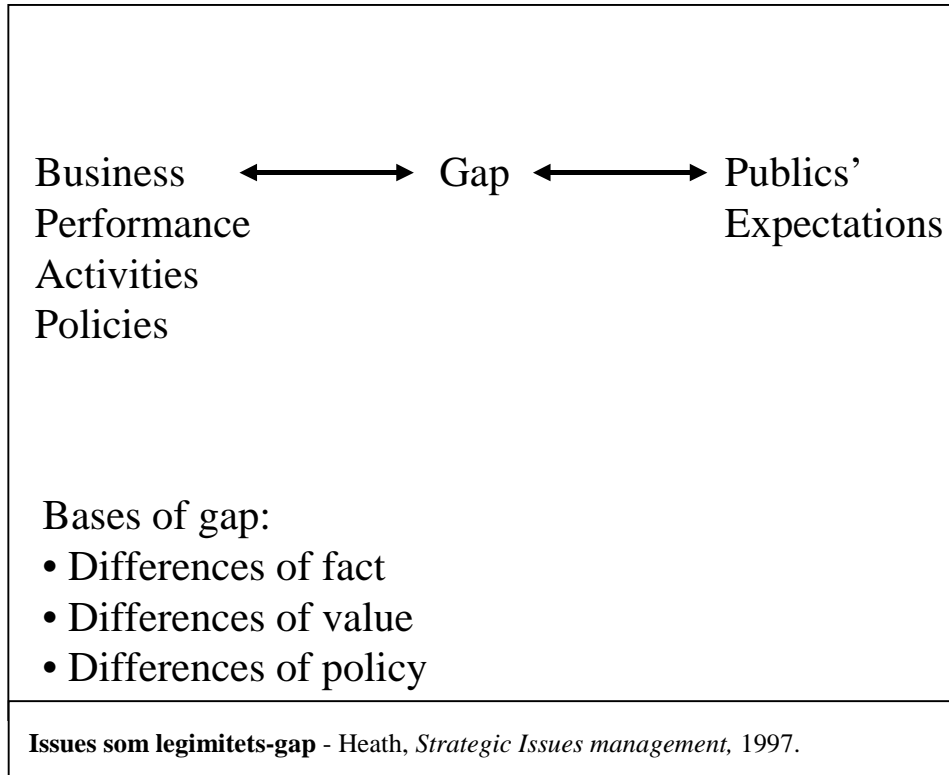 Business Gap Publics’
Performance Expectations
Activities
Policies
Bases of gap:
• Differences of fact
• Differences of value
• Differences of policy
Issues som legimitets-gap - Heath, Strategic Issues management, 1997.